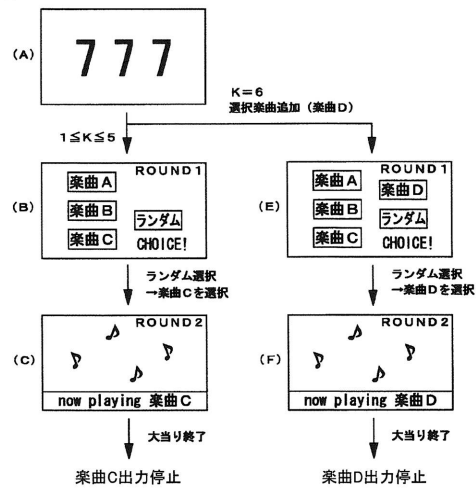 (A)
7 7 7
K=6
選択楽曲追加(楽曲D)
1≦K≦5
(B)
ROUND1
楽曲A
楽曲B
楽曲C
ランダム
CHOICE!
(E)
ROUND1
楽曲A
楽曲D
楽曲B
楽曲C
ランダム
CHOICE!
ランダム選択
→楽曲Cを選択
ランダム選択
→楽曲Dを選択
(C)
ROUND2
now playing 楽曲C
(F)
ROUND2
now playing 楽曲D
大当り終了
大当り終了
楽曲C出力停止
楽曲D出力停止